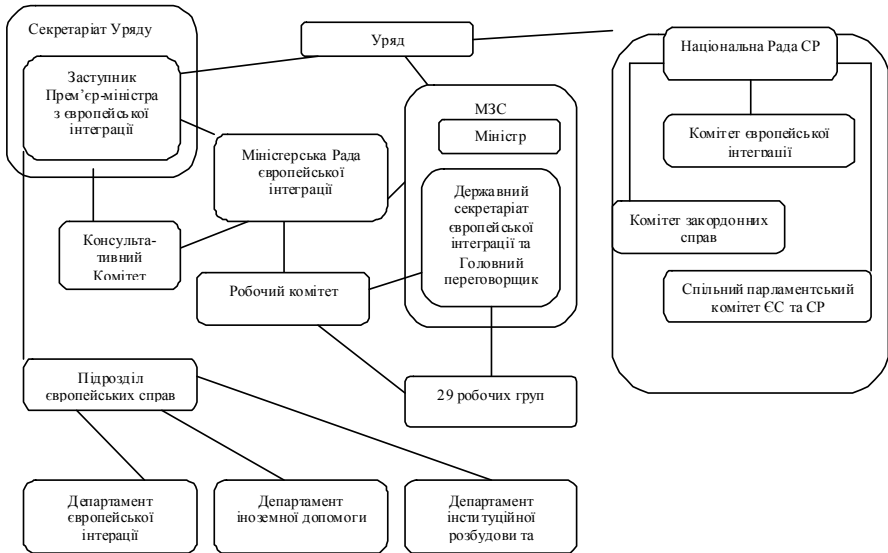 Секретаріат Уряду
Заступник
Прем’єр-міністра
з європейської
інтеграції
Уряд
Національна Рада СР
МЗС
Міністр
Комітет європейської
інтеграції
Міністерська Рада
європейської
інтеграції
Державний
секретаріат
європейської
інтеграції та
Головний
переговорщик
Консульта-
тивний
Комітет
Комітет закордонних
справ
Робочий комітет
Спільний парламентський
комітет ЄС та СР
Підрозділ
європейських справ
29 робочих груп
Департамент
європейської
інтерації
Департамент
іноземної допомоги
Департамент
інституційної
розбудови та